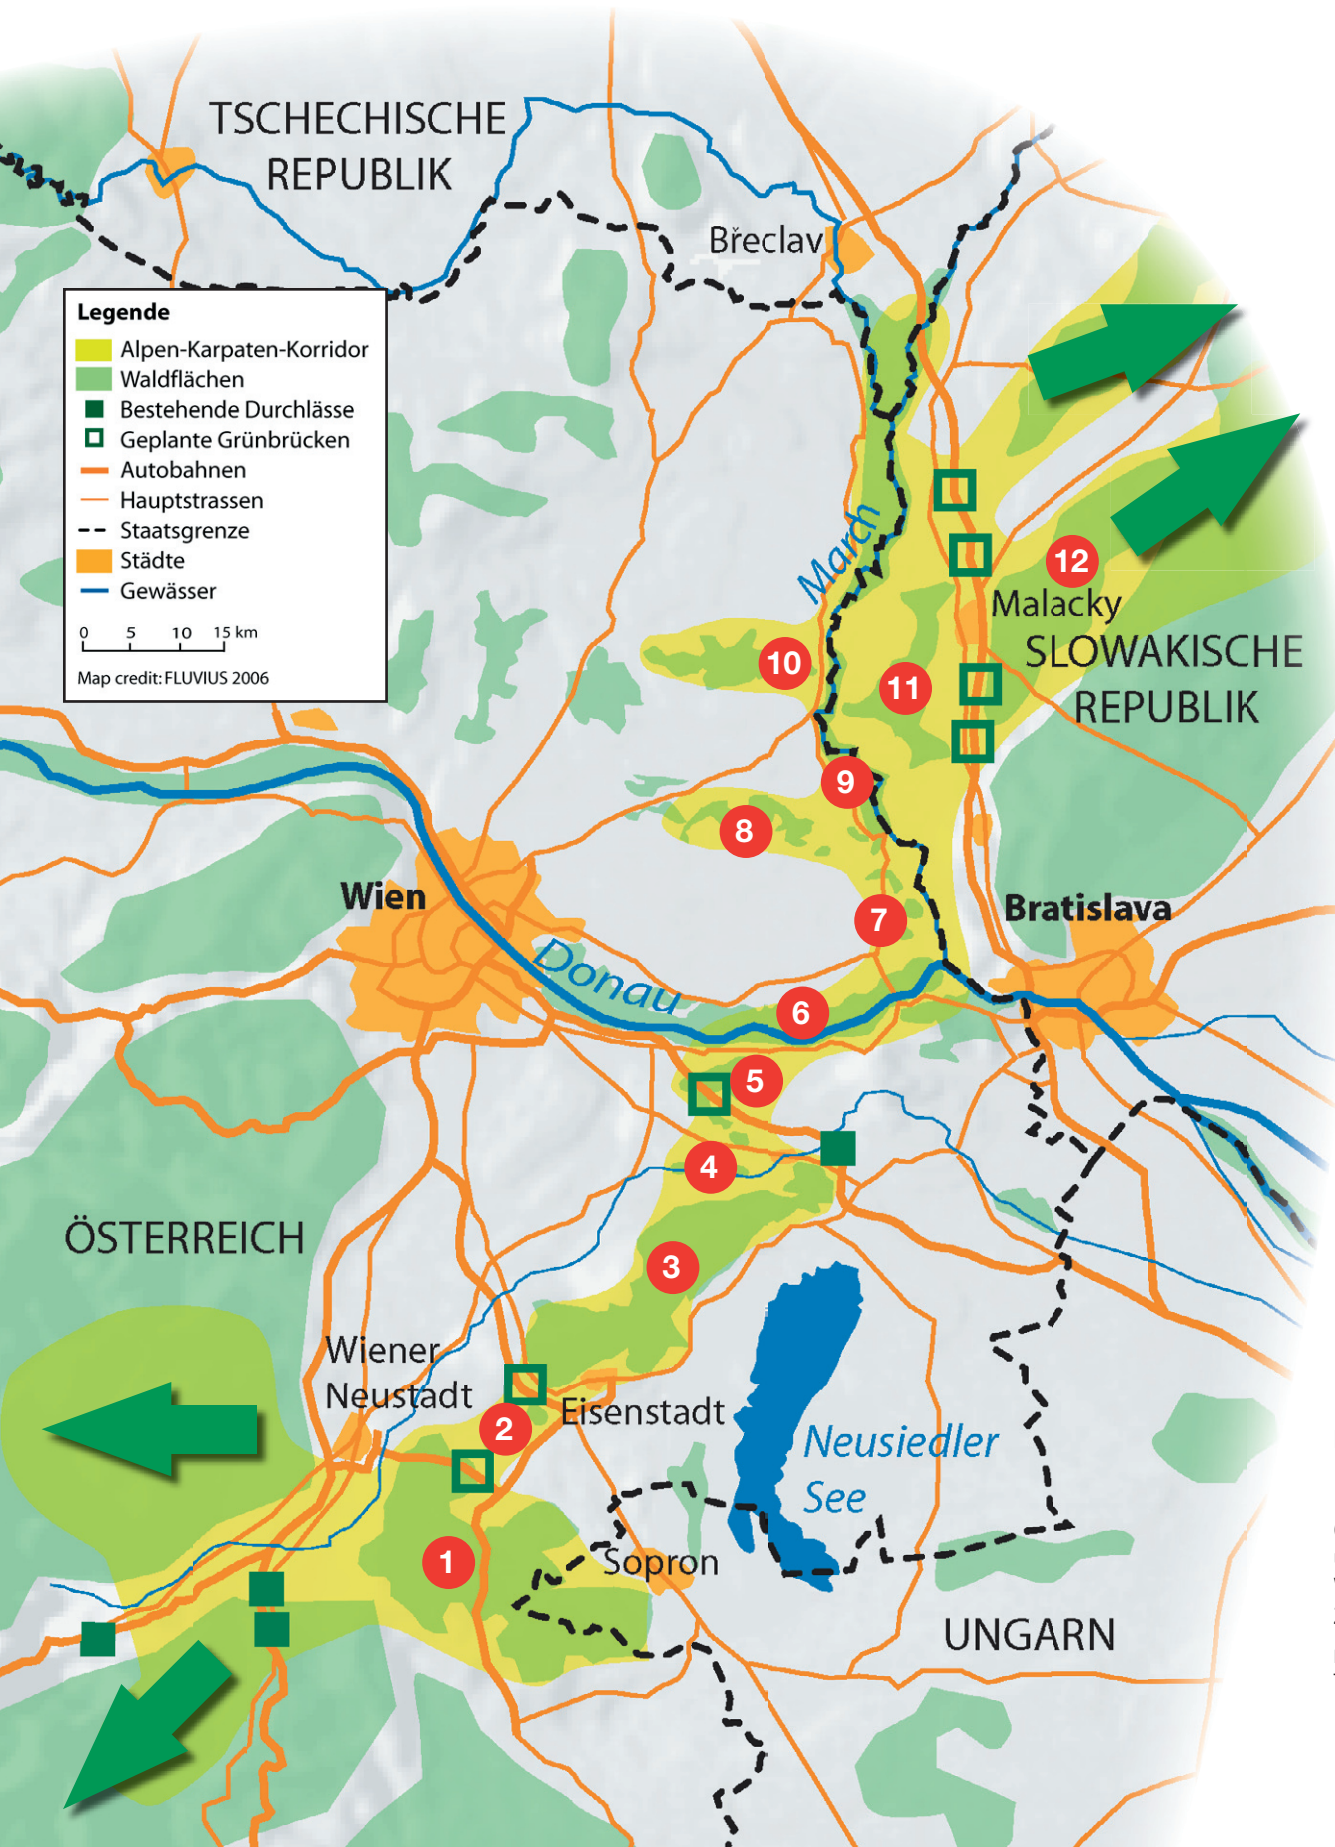 TSCHECHISCHE
REPUBLIK
Břeclav
Legende
Alpen-Karpaten-Korridor
Waldflächen
Bestehende Durchlässe
Geplante Grünbrücken
Autobahnen
Hauptstrassen
Staatsgrenze
Städte
Gewässer
0 5 10 15 km
Map credit: FLUVIUS 2006
March
12
Malacky
SLOWAKISCHE
REPUBLIK
10
11
9
8
Wien
Bratislava
7
Donau
6
5
4
ÖSTERREICH
3
Wiener
Neustadt
Eisenstadt
2
Neusiedler
See
1
Sopron
UNGARN